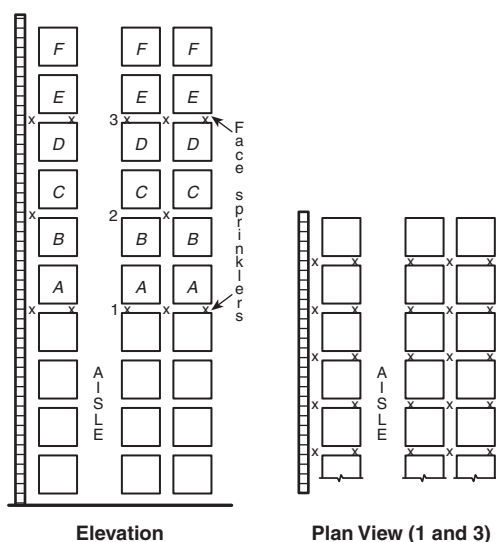 F F F
E E E
x x 3 x x x
D D D
C C C
x 2 x
B B B
A A A
x x 1 x x x
Face sprinklers
AISLE
x x x x x
x x x x x
AISLE
x x x x x
x x x x x
x x x x x
Elevation
Plan View (1 and 3)